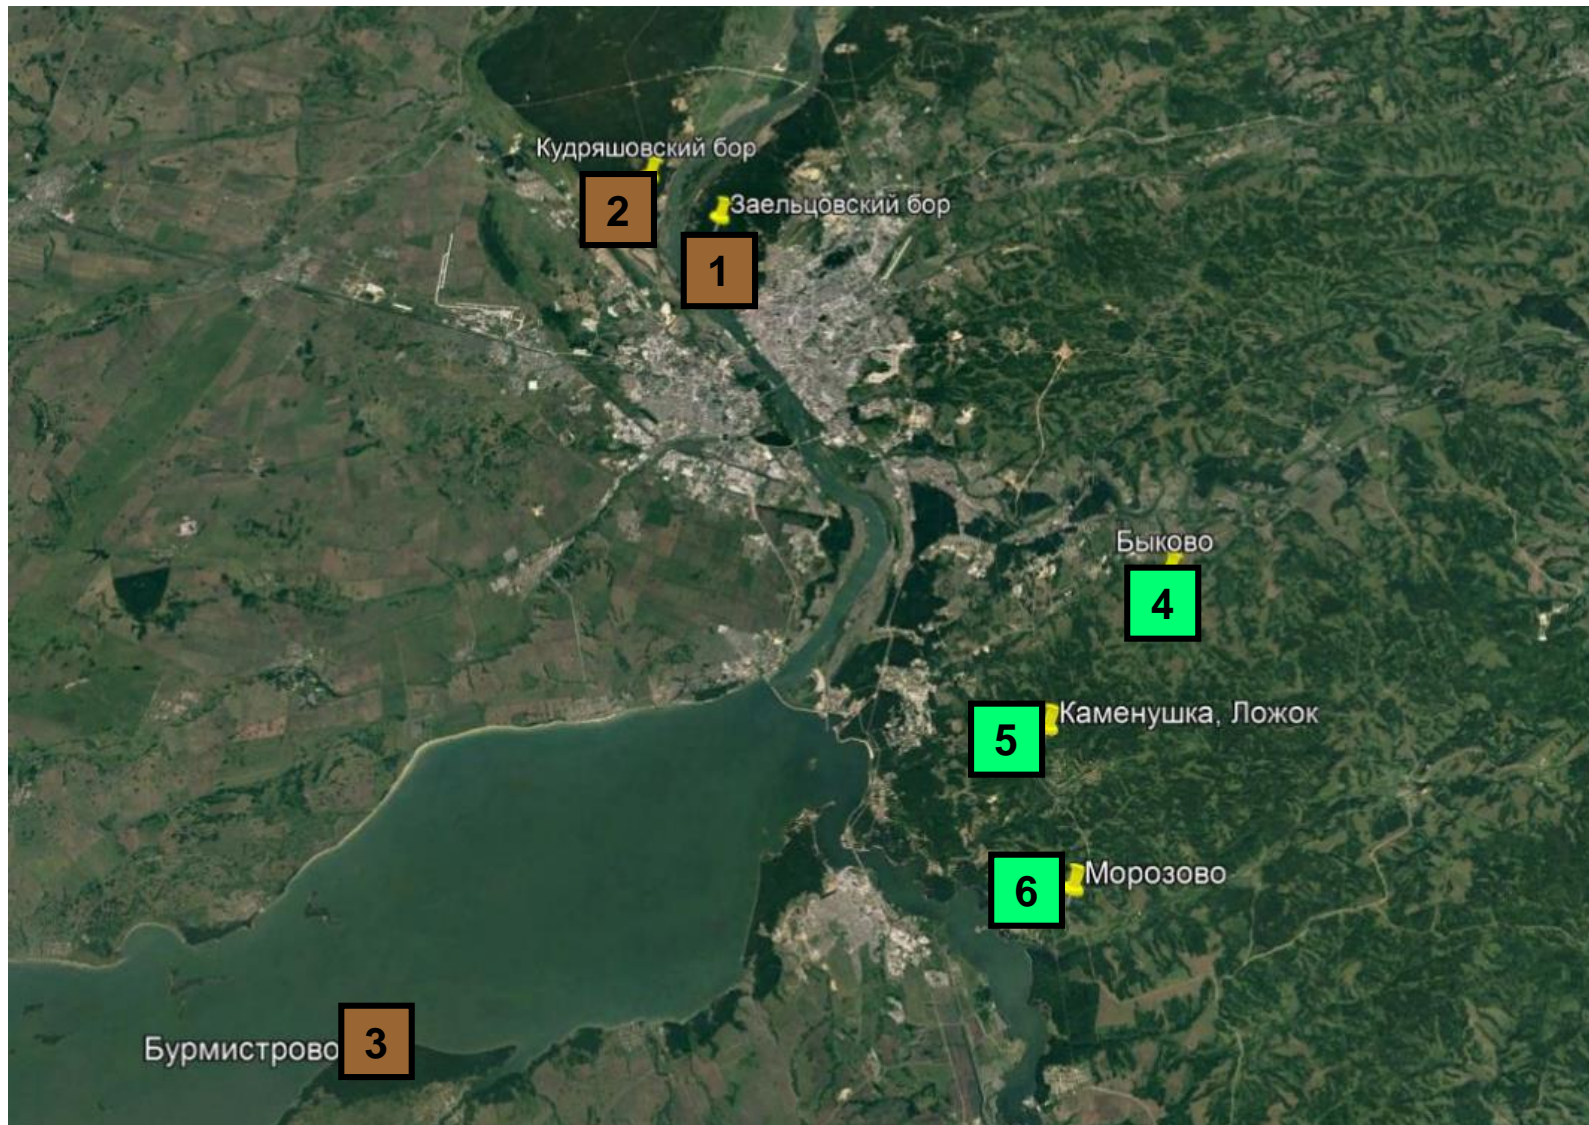 Кудряшовский бор
2
Заельцовский бор
1
Быково
4
Каменушка, Ложок
5
Морозово
6
Бурмистрово
3